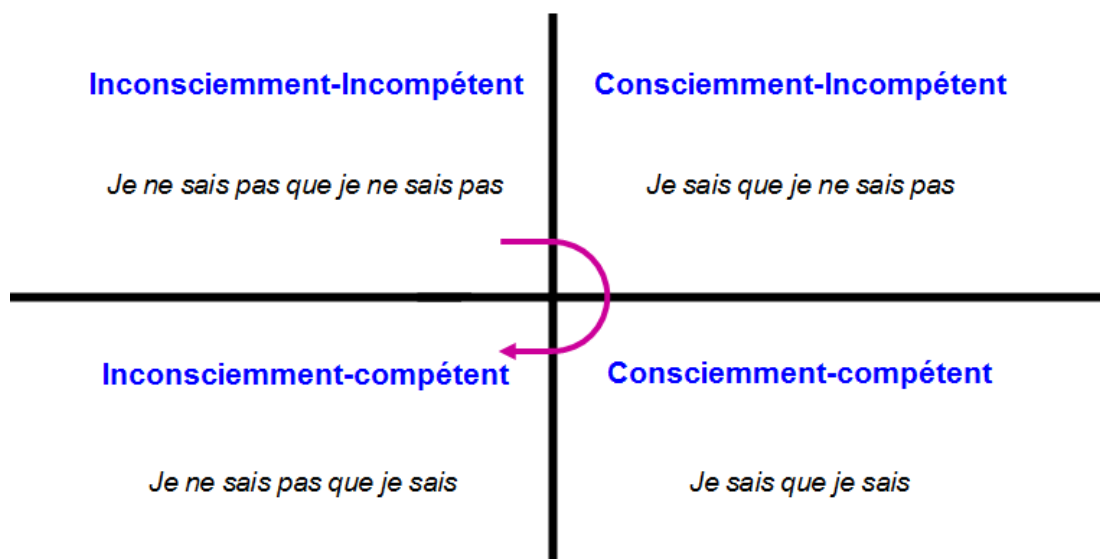 Inconsciemment-Incompétent
Consciemment-Incompétent
Je ne sais pas que je ne sais pas
Je sais que je ne sais pas
Inconsciemment-compétent
Consciemment-compétent
Je ne sais pas que je sais
Je sais que je sais